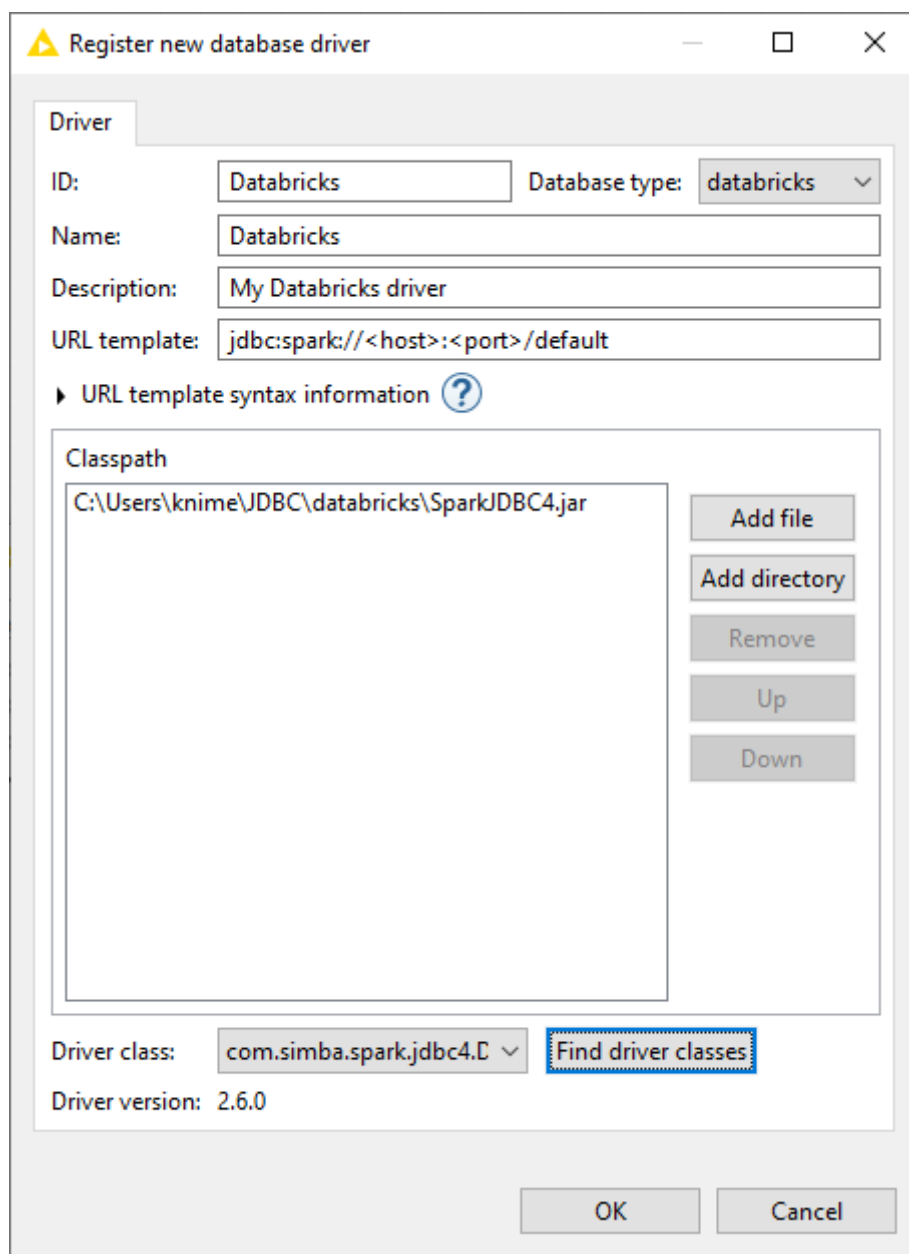 Register new database driver
Driver
ID: Databricks Database type: databricks
Name: Databricks
Description: My Databricks driver
URL template: jdbc:spark://<host>:<port>/default
URL template syntax information ?
Classpath
C:\Users\knime\JDBC\databricks\SparkJDBC4.jar
Add file
Add directory
Remove
Up
Down
Driver class: com.simba.spark.jdbc4.D Find driver classes
Driver version: 2.6.0
OK Cancel